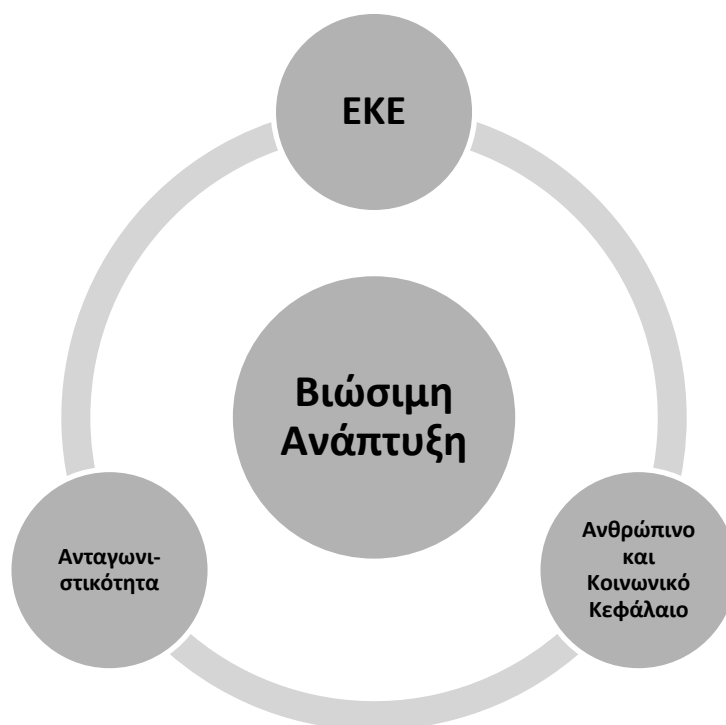 ΕΚΕ
Βιώσιμη
Ανάπτυξη
Ανταγωνι-
στικότητα
Ανθρώπινο
και
Κοινωνικό
Κεφάλαιο